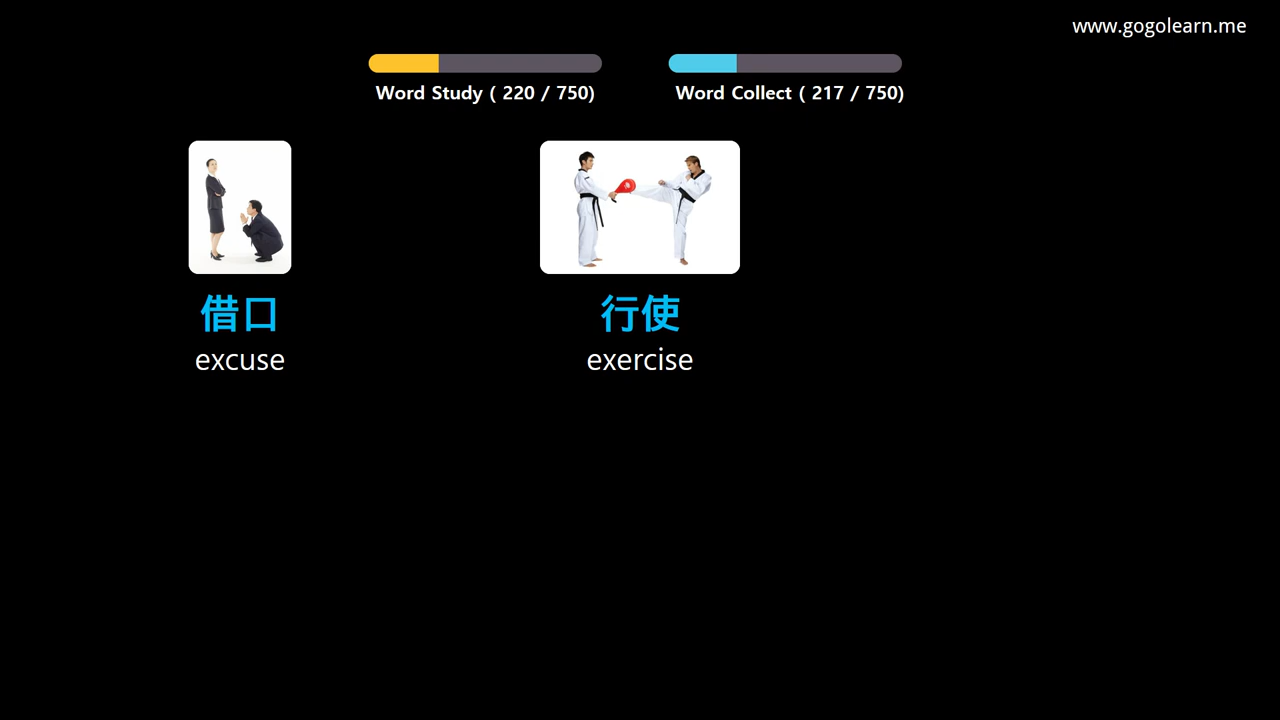 www.gogolearn.me
Word Study ( 220 / 750)
Word Collect ( 217 / 750)
借口
excuse
行使
exercise